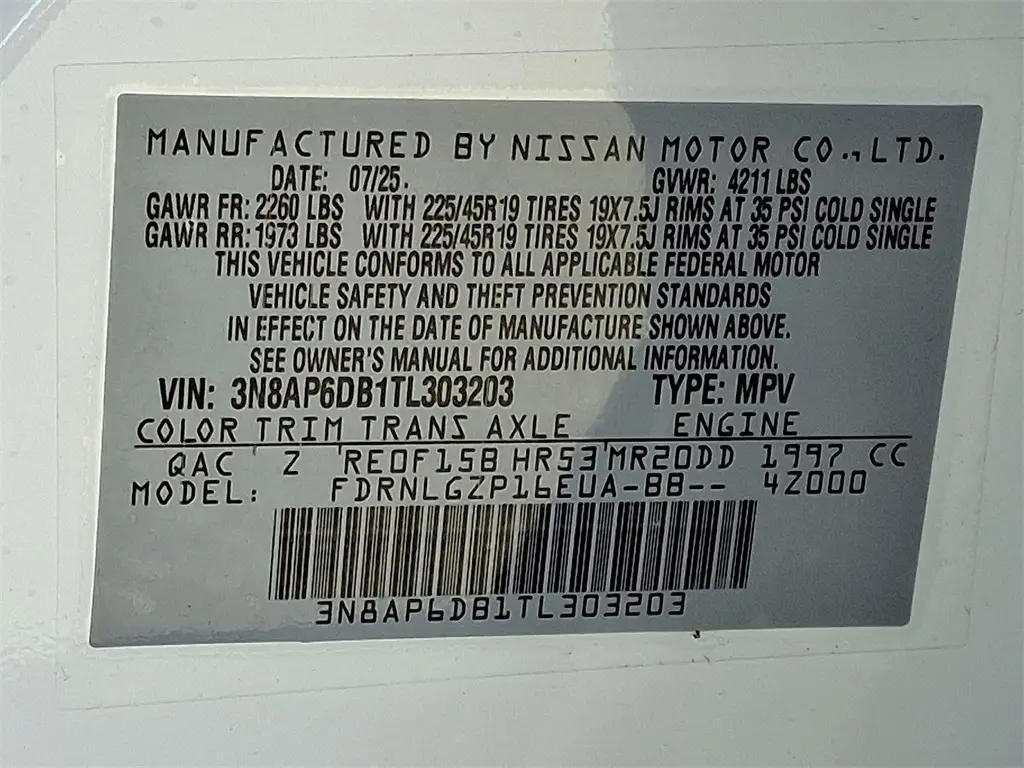 MANUFACTURED BY NISSAN MOTOR CO., LTD.
DATE: 07/25. GVWR: 4211 LBS
GAWR FR: 2260 LBS WITH 225/45R19 TIRES 19X7.5J RIMS AT 35 PSI COLD SINGLE
GAWR RR: 1973 LBS WITH 225/45R19 TIRES 19X7.5J RIMS AT 35 PSI COLD SINGLE
THIS VEHICLE CONFORMS TO ALL APPLICABLE FEDERAL MOTOR
VEHICLE SAFETY AND THEFT PREVENTION STANDARDS
IN EFFECT ON THE DATE OF MANUFACTURE SHOWN ABOVE.
SEE OWNER'S MANUAL FOR ADDITIONAL INFORMATION.
VIN: 3N8AP6DB1TL303203 TYPE: MPV
COLOR TRIM TRANS AXLE ENGINE
QAC Z RE0F15B HR53 MR20DD 1997 CC
MODEL: FDRNLGZP16EUA-BB-- 4Z000
3N8AP6DB1TL303203